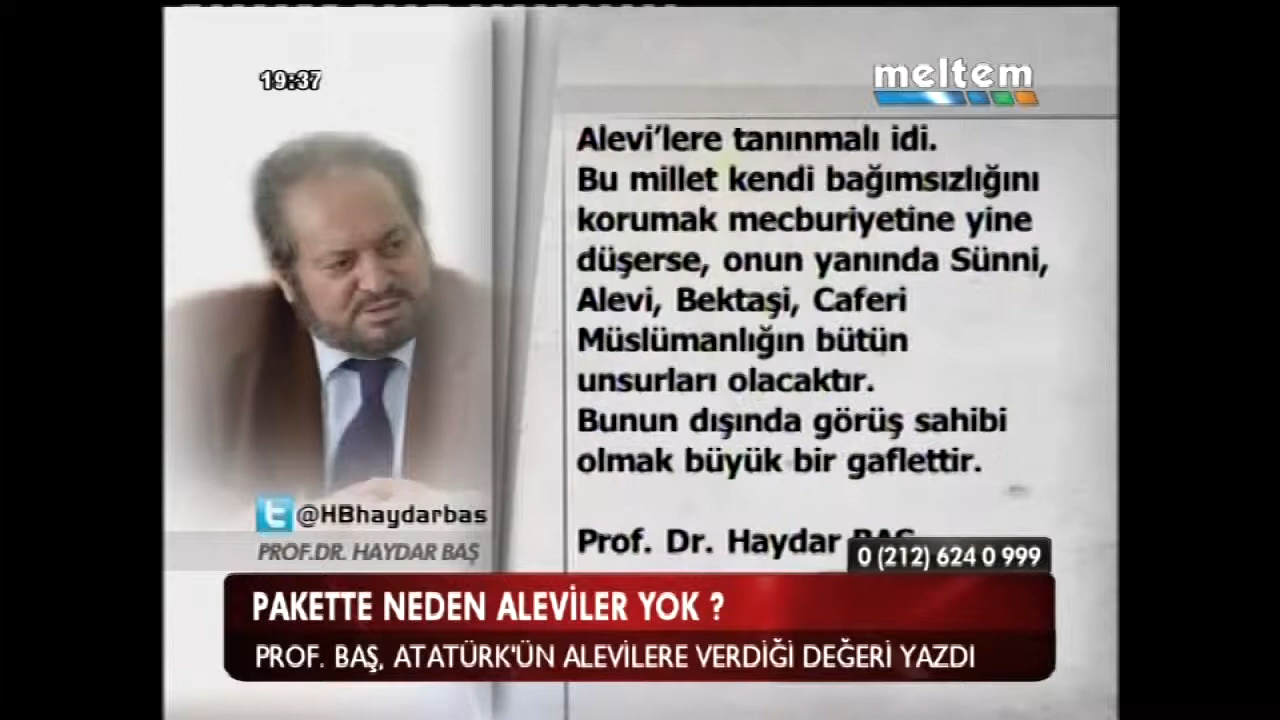 19:37
meltem
Alevi'lere tanınmalı idi.
Bu millet kendi bağımsızlığını
korumak mecburiyetine yine
düşerse, onun yanında Sünni,
Alevi, Bektaşi, Caferi
Müslümanlığın bütün
unsurları olacaktır.
Bunun dışında görüş sahibi
olmak büyük bir gaflettir.
Prof. Dr. Haydar BAŞ
@HBhaydarbas
PROF.DR. HAYDAR BAŞ
0 (212) 624 0 999
PAKETTE NEDEN ALEVİLER YOK ?
PROF. BAŞ, ATATÜRK'ÜN ALEVİLERE VERDİĞİ DEĞERİ YAZDI